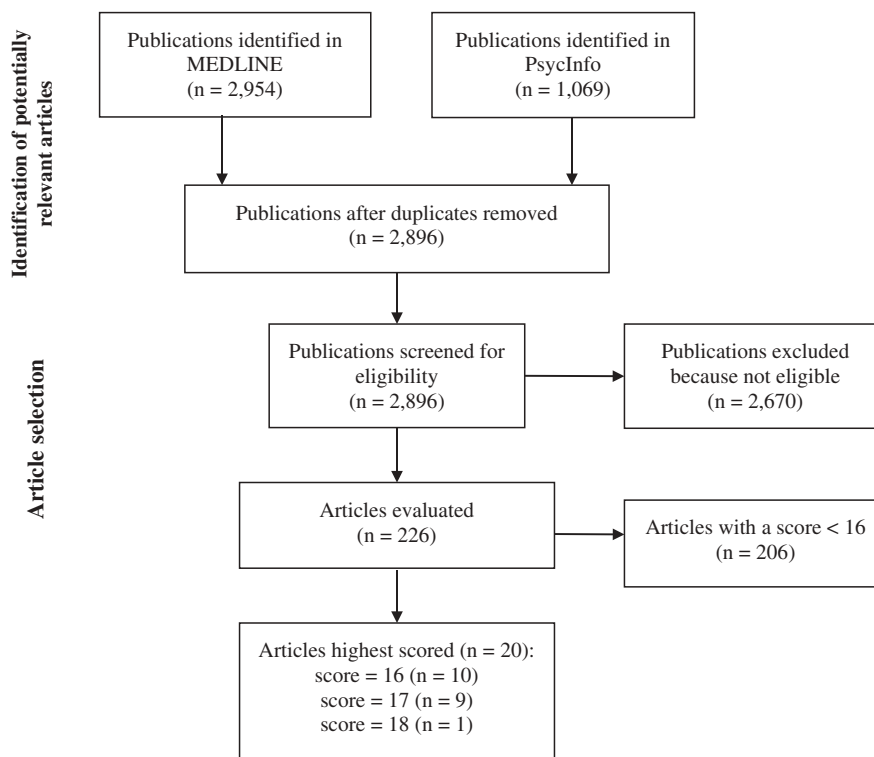 Identification of potentially
relevant articles
Publications identified in
MEDLINE
(n = 2,954)
Publications identified in
PsycInfo
(n = 1,069)
Publications after duplicates removed
(n = 2,896)
Article selection
Publications screened for
eligibility
(n = 2,896)
Publications excluded
because not eligible
(n = 2,670)
Articles evaluated
(n = 226)
Articles with a score < 16
(n = 206)
Articles highest scored (n = 20):
score = 16 (n = 10)
score = 17 (n = 9)
score = 18 (n = 1)